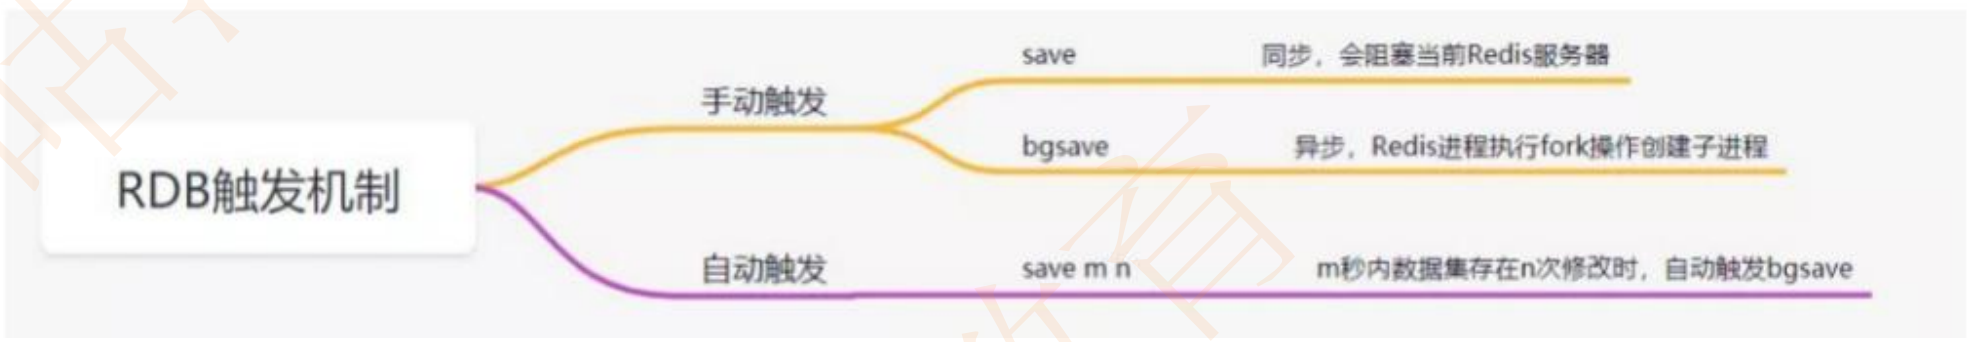 RDB触发机制
手动触发
save 同步，会阻塞当前Redis服务器
bgsave 异步，Redis进程执行fork操作创建子进程
自动触发
save m n m秒内数据集存在n次修改时，自动触发bgsave